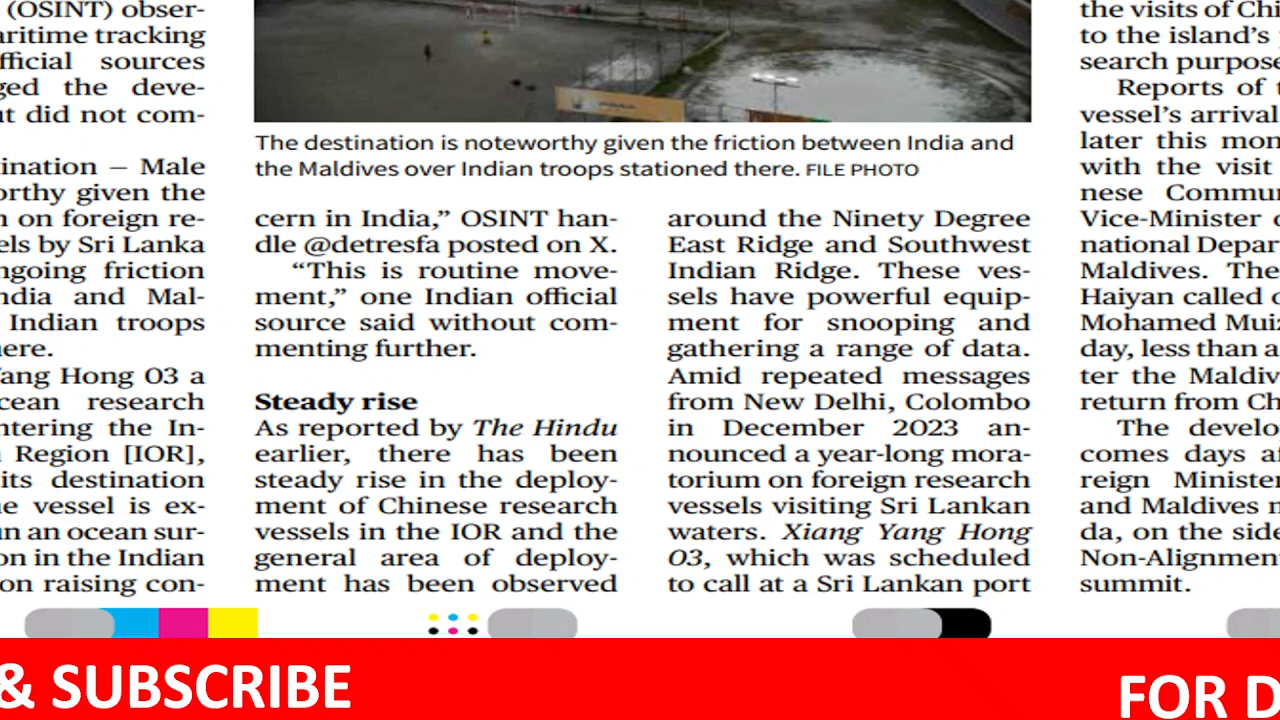 (OSINT) obser-
aritime tracking
fficial sources
ged the deve-
did not com-
ination – Male
orthy given the
on on foreign re-
els by Sri Lanka
ngoing friction
ndia and Mal-
Indian troops
ere.
Yang Hong 03 a
cean research
ntering the In-
Region [IOR],
its destination
vessel is ex-
an ocean sur-
on in the Indian
on raising con-
The destination is noteworthy given the friction between India and
the Maldives over Indian troops stationed there. FILE PHOTO
cern in India,” OSINT han-
dle @detresfa posted on X.
“This is routine move-
ment,” one Indian official
source said without com-
menting further.
Steady rise
As reported by The Hindu
earlier, there has been
steady rise in the deploy-
ment of Chinese research
vessels in the IOR and the
general area of deploy-
ment has been observed
around the Ninety Degree
East Ridge and Southwest
Indian Ridge. These ves-
sels have powerful equip-
ment for snooping and
gathering a range of data.
Amid repeated messages
from New Delhi, Colombo
in December 2023 an-
nounced a year-long mora-
torium on foreign research
vessels visiting Sri Lankan
waters. Xiang Yang Hong
03, which was scheduled
to call at a Sri Lankan port
the visits of Chi
to the island’s
search purpose
Reports of t
vessel’s arrival
later this mon
with the visit
nese Commun
Vice-Minister o
national Depar
Maldives. The
Haiyan called o
Mohamed Muiz
day, less than a
ter the Maldiv
return from Ch
The develo
comes days af
reign Minister
and Maldives m
da, on the side
Non-Alignmen
summit.
& SUBSCRIBE
FOR D